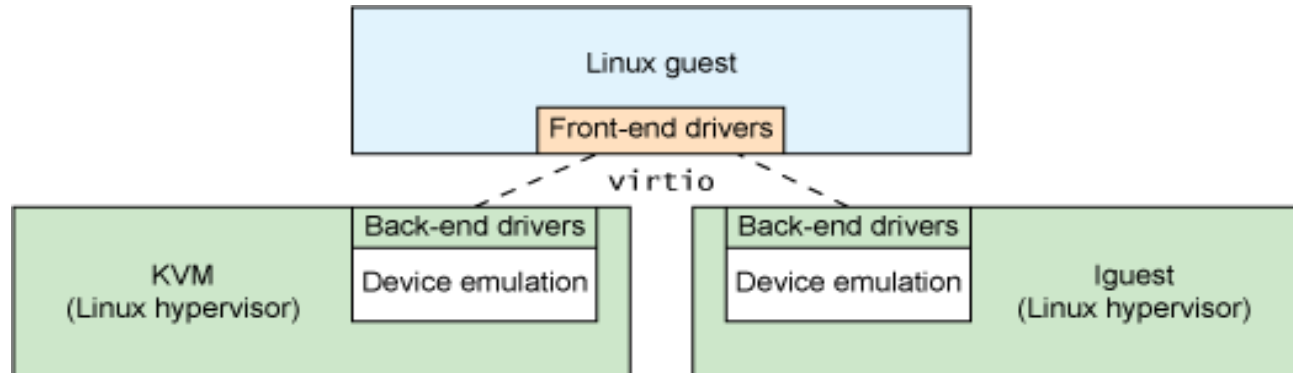 Linux guest
Front-end drivers
virtio
Back-end drivers
Device emulation
KVM
(Linux hypervisor)
Back-end drivers
Device emulation
lguest
(Linux hypervisor)